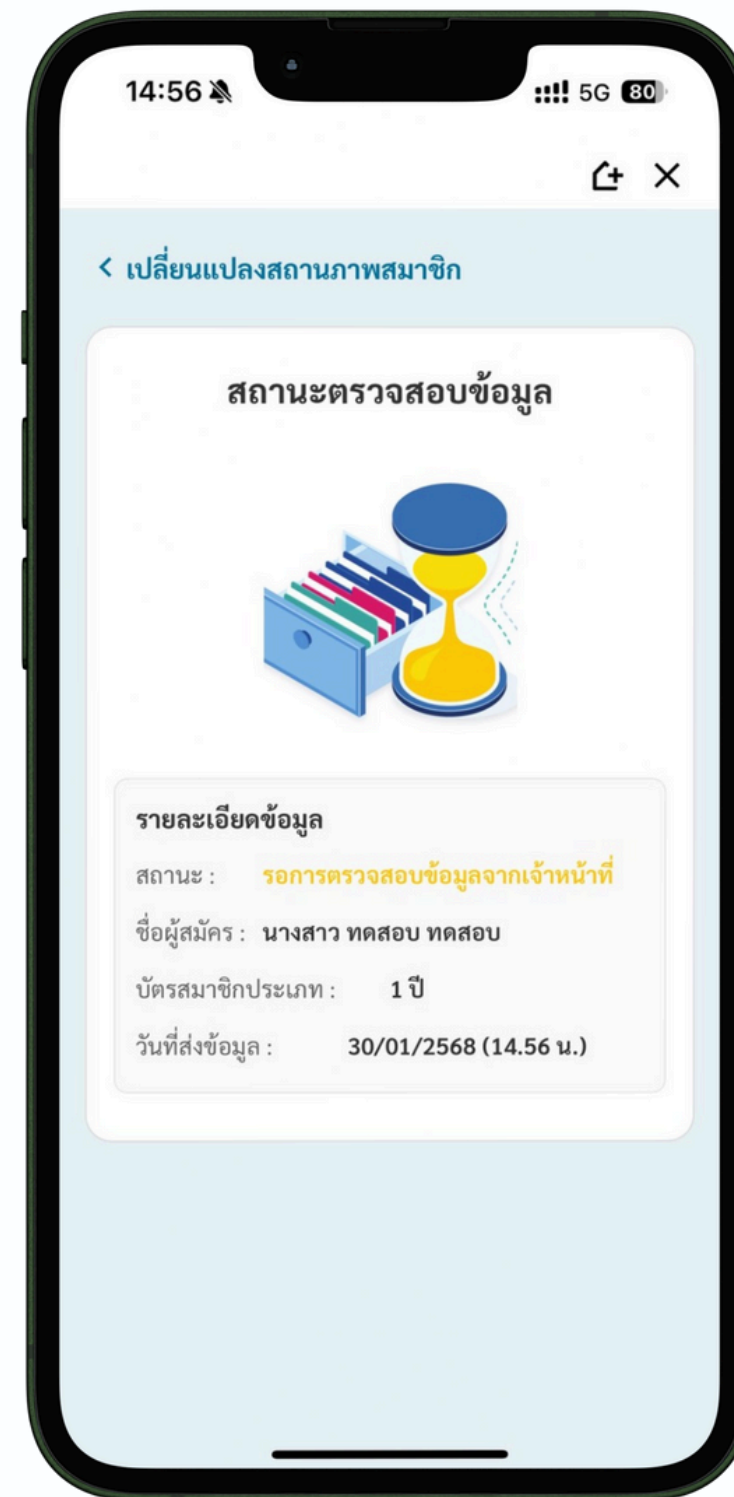 14:56
5G 80
เปลี่ยนแปลงสถานภาพสมาชิก
สถานะตรวจสอบข้อมูล
รายละเอียดข้อมูล
สถานะ : รอการตรวจสอบข้อมูลจากเจ้าหน้าที่
ชื่อผู้สมัคร : นางสาว ทดสอบ ทดสอบ
บัตรสมาชิกประเภท : 1 ปี
วันที่ส่งข้อมูล : 30/01/2568 (14.56 น.)